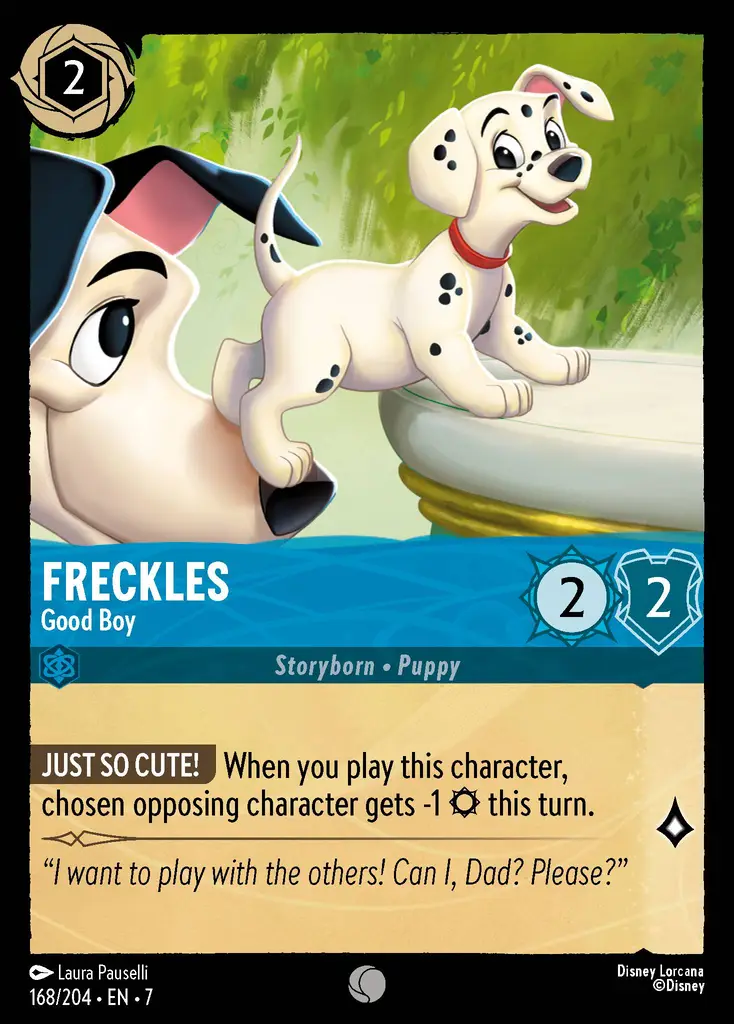 2
FRECKLES
Good Boy
2
2
Storyborn • Puppy
JUST SO CUTE! When you play this character,
chosen opposing character gets -1 this turn.
“I want to play with the others! Can I, Dad? Please?”
Laura Pauselli
168/204 • EN • 7
Disney Lorcana
©Disney